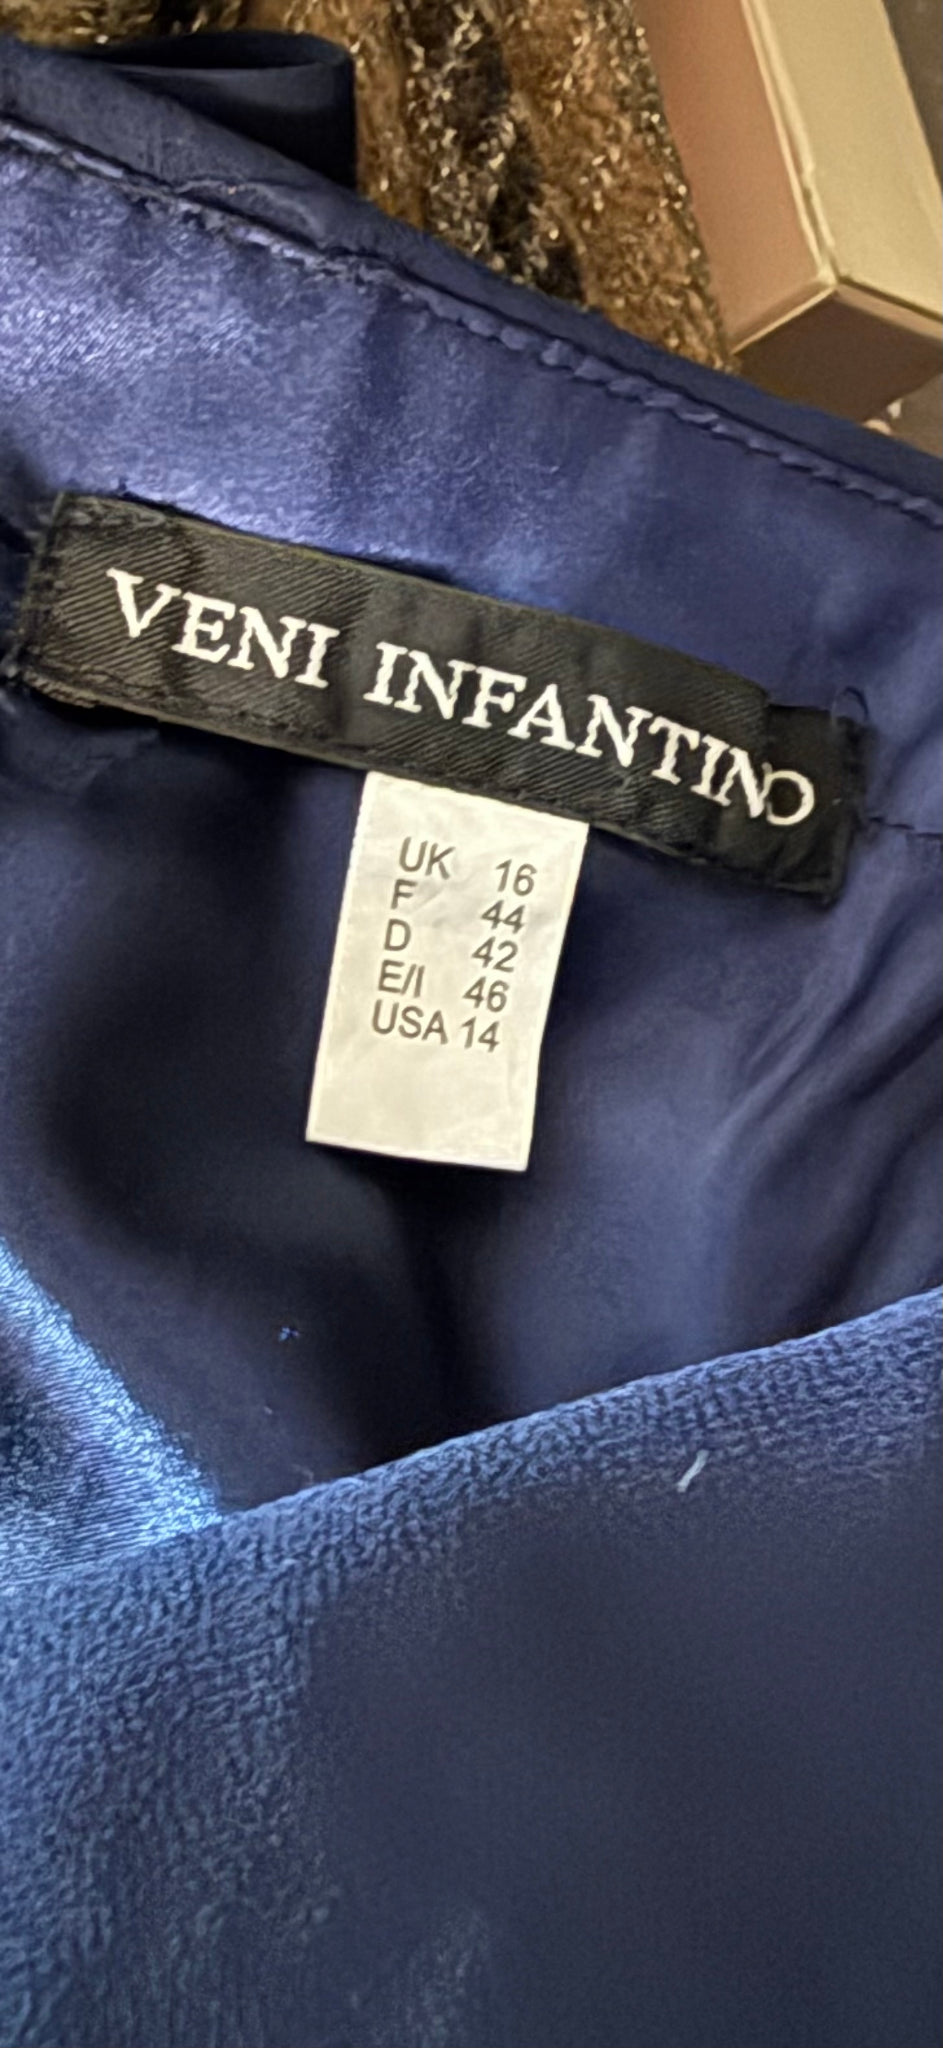 VENI INFANTINO
UK 16
F 44
D 42
E/I 46
USA 14